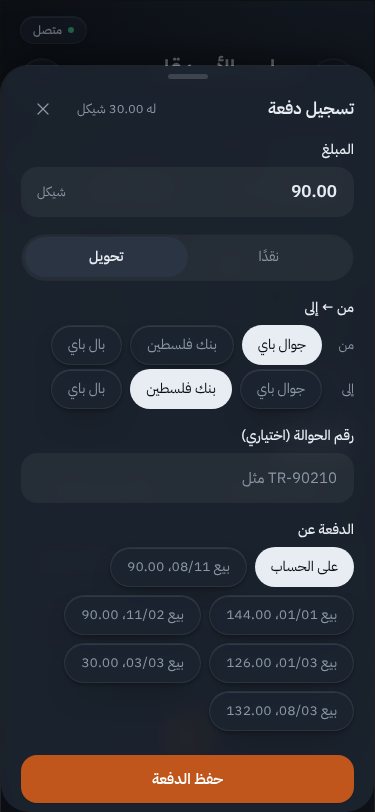 متصل
تسجيل دفعة
له 30.00 شيكل
المبلغ
90.00 شيكل
نقدًا تحويل
من ← إلى
من جوال باي بنك فلسطين بال باي
إلى جوال باي بنك فلسطين بال باي
رقم الحوالة (اختياري)
مثل TR-90210
الدفعة عن
على الحساب بيع 08/11، 90.00
بيع 01/01، 144.00 بيع 11/02، 90.00
بيع 01/03، 126.00 بيع 03/03، 30.00
بيع 08/03، 132.00
حفظ الدفعة